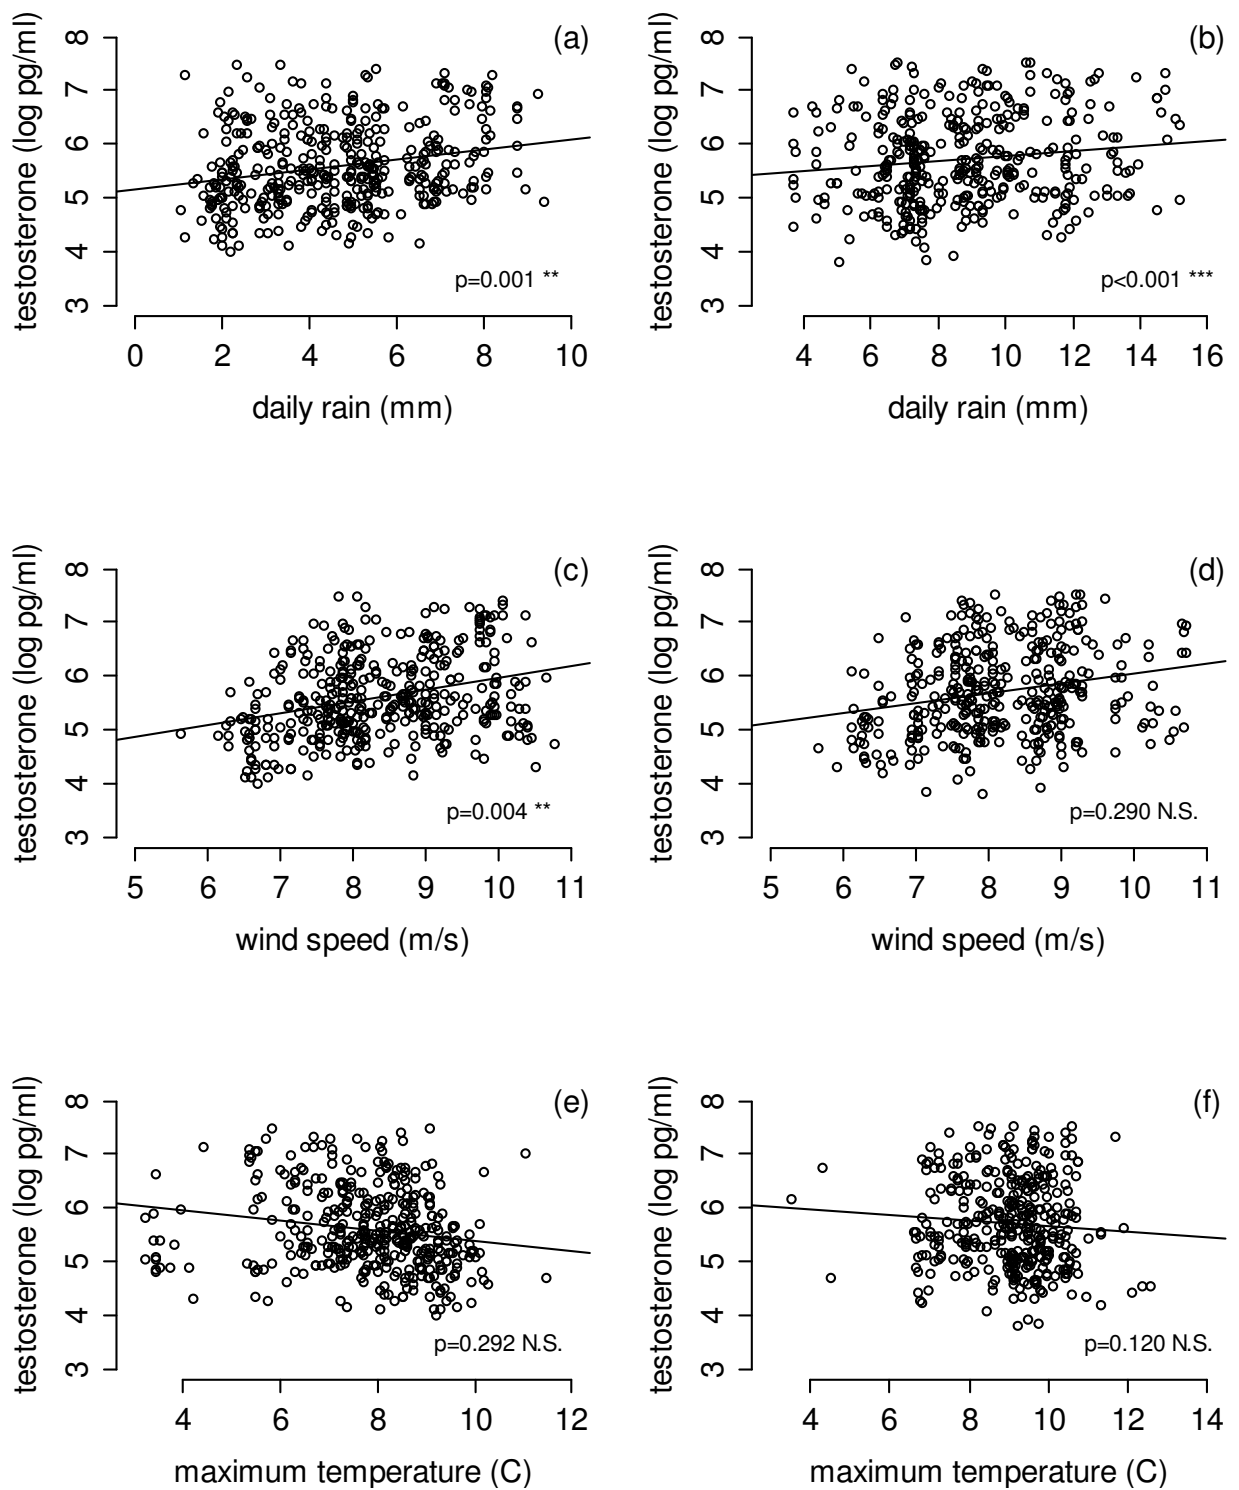 (a)
testosterone (log pg/ml)
8
7
6
5
4
3
p=0.001 **
0 2 4 6 8 10
daily rain (mm)
(b)
testosterone (log pg/ml)
8
7
6
5
4
3
p<0.001 ***
4 6 8 10 12 14 16
daily rain (mm)
(c)
testosterone (log pg/ml)
8
7
6
5
4
3
p=0.004 **
5 6 7 8 9 10 11
wind speed (m/s)
(d)
testosterone (log pg/ml)
8
7
6
5
4
3
p=0.290 N.S.
5 6 7 8 9 10 11
wind speed (m/s)
(e)
testosterone (log pg/ml)
8
7
6
5
4
3
p=0.292 N.S.
4 6 8 10 12
maximum temperature (C)
(f)
testosterone (log pg/ml)
8
7
6
5
4
3
p=0.120 N.S.
4 6 8 10 12 14
maximum temperature (C)